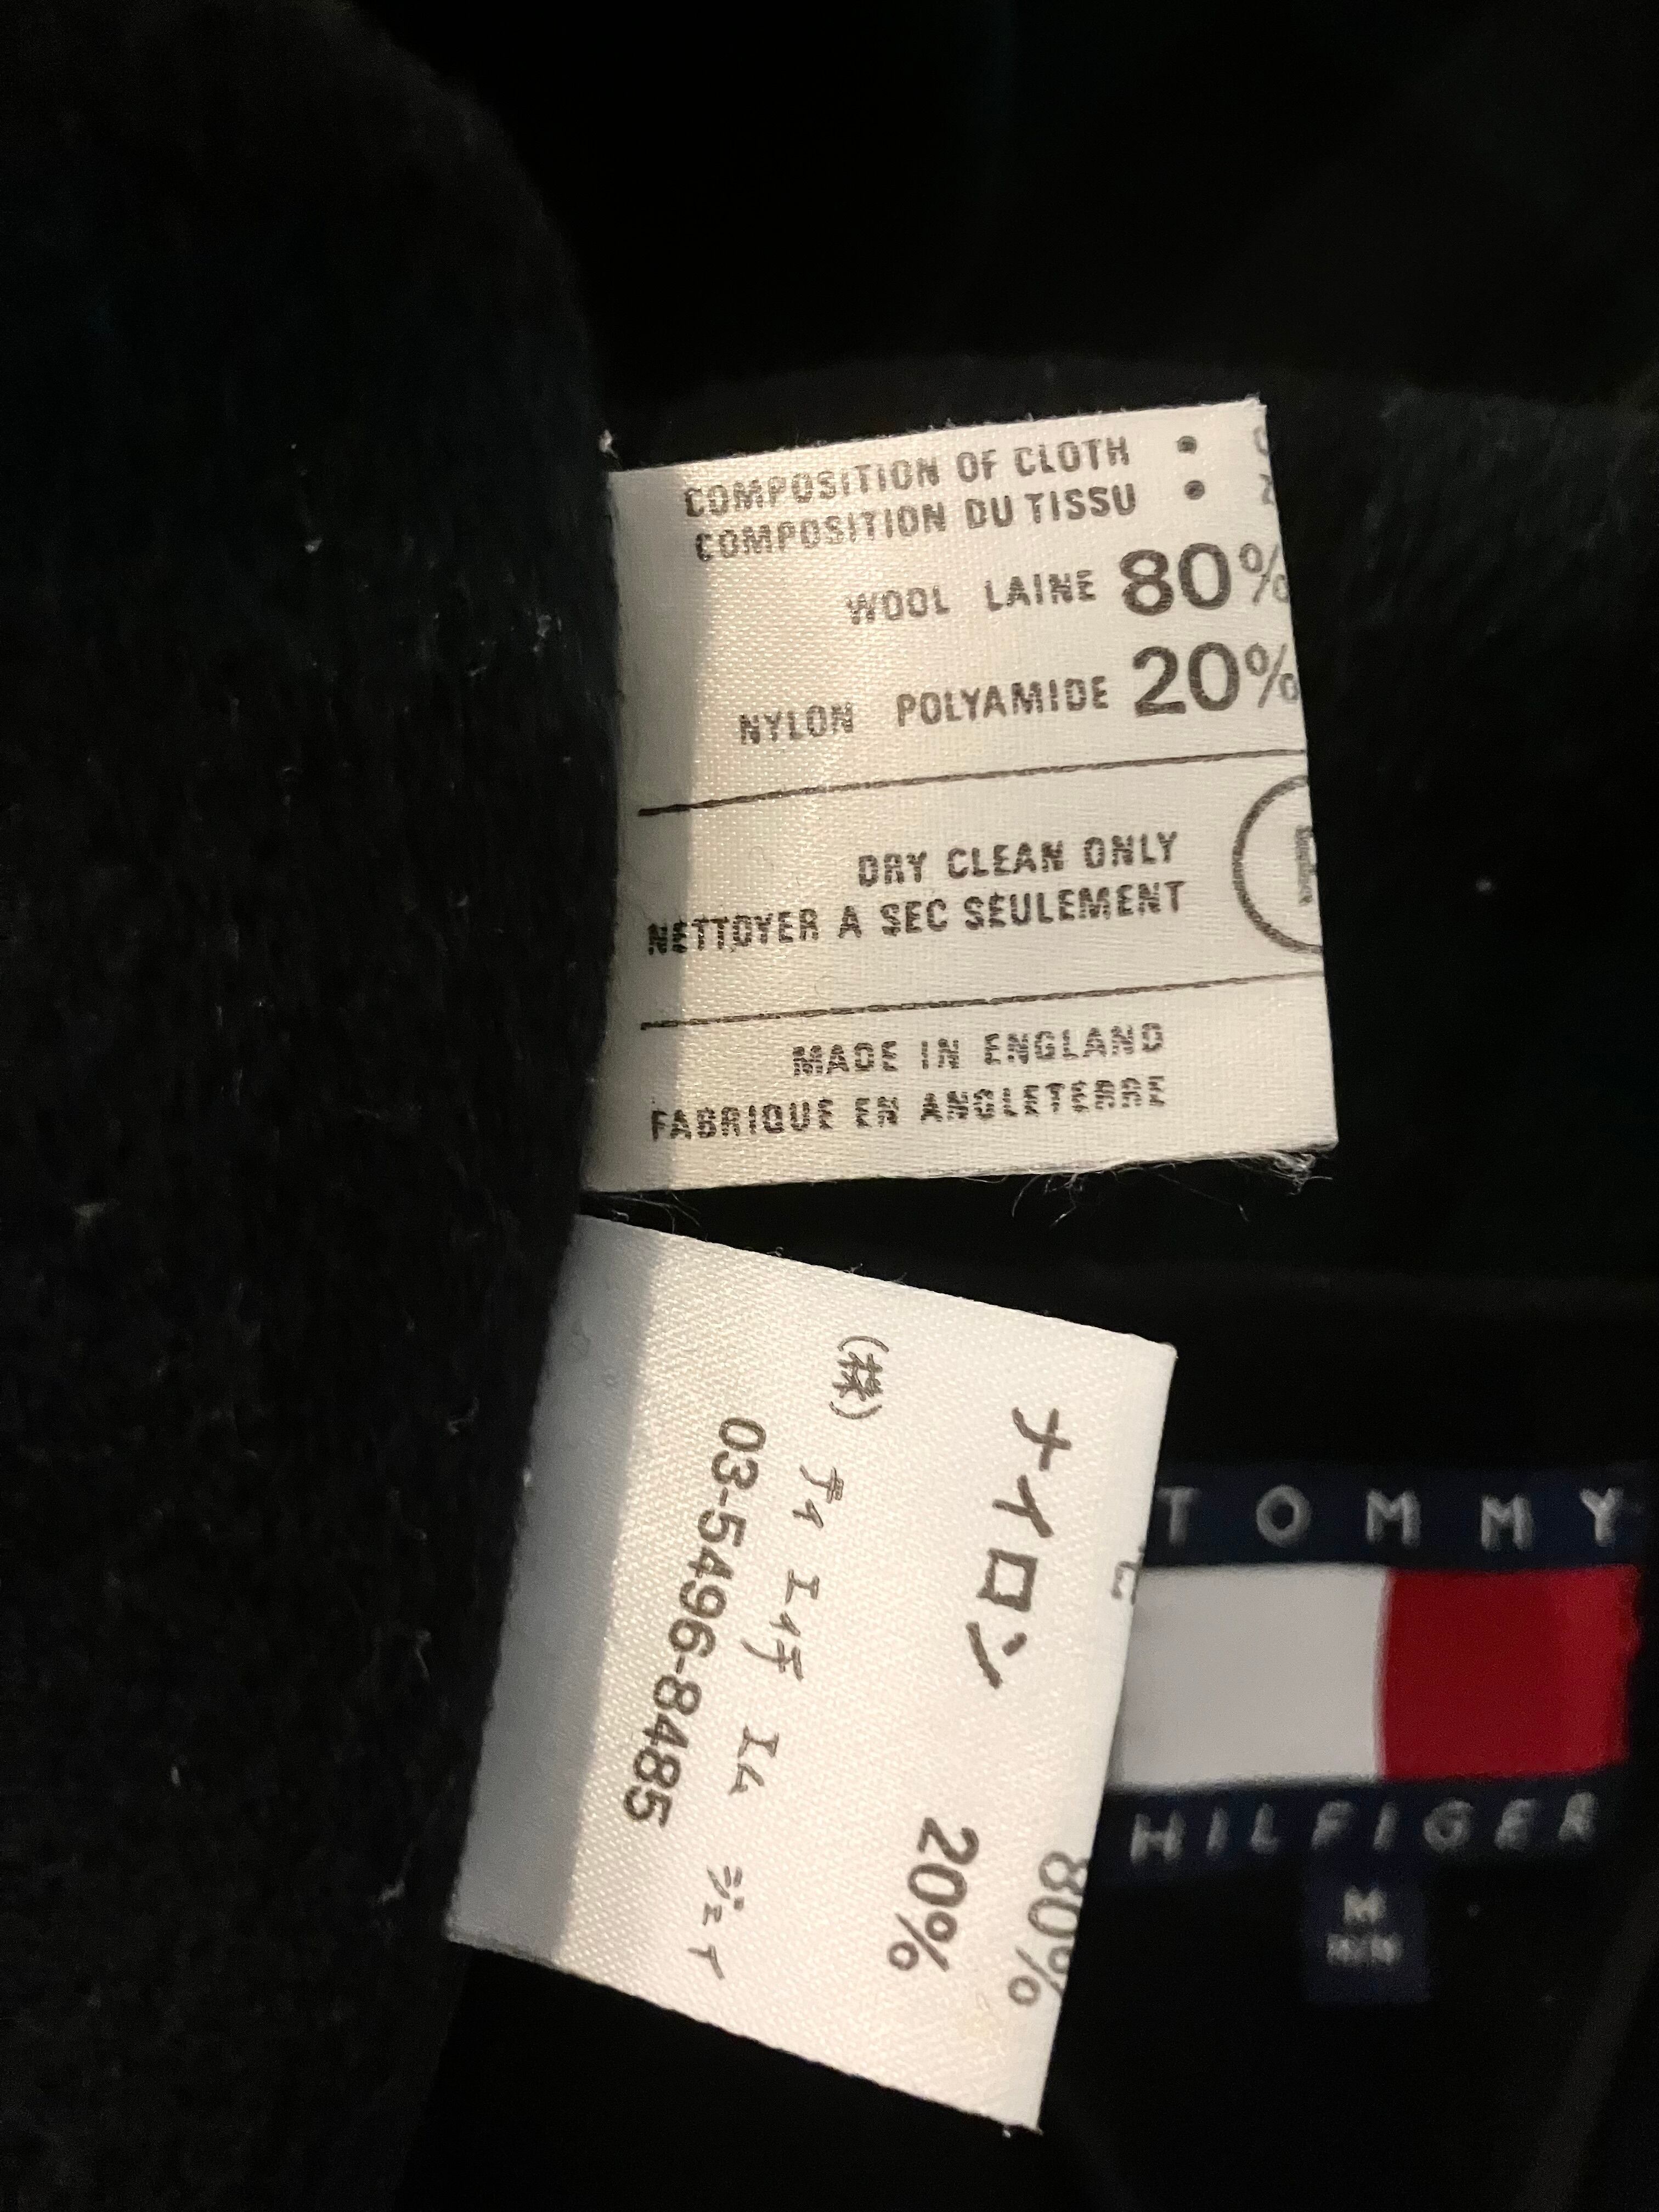 COMPOSITION OF CLOTH •
COMPOSITION DU TISSU •
WOOL LAINE 80%
NYLON POLYAMIDE 20%
DRY CLEAN ONLY
NETTOYER A SEC SEULEMENT
MADE IN ENGLAND
FABRIQUE EN ANGLETERRE
80%
ナイロン 20%
(株) ディ エイチ エム ジェイ
03-5496-8485
TOMMY
HILFIGER
M